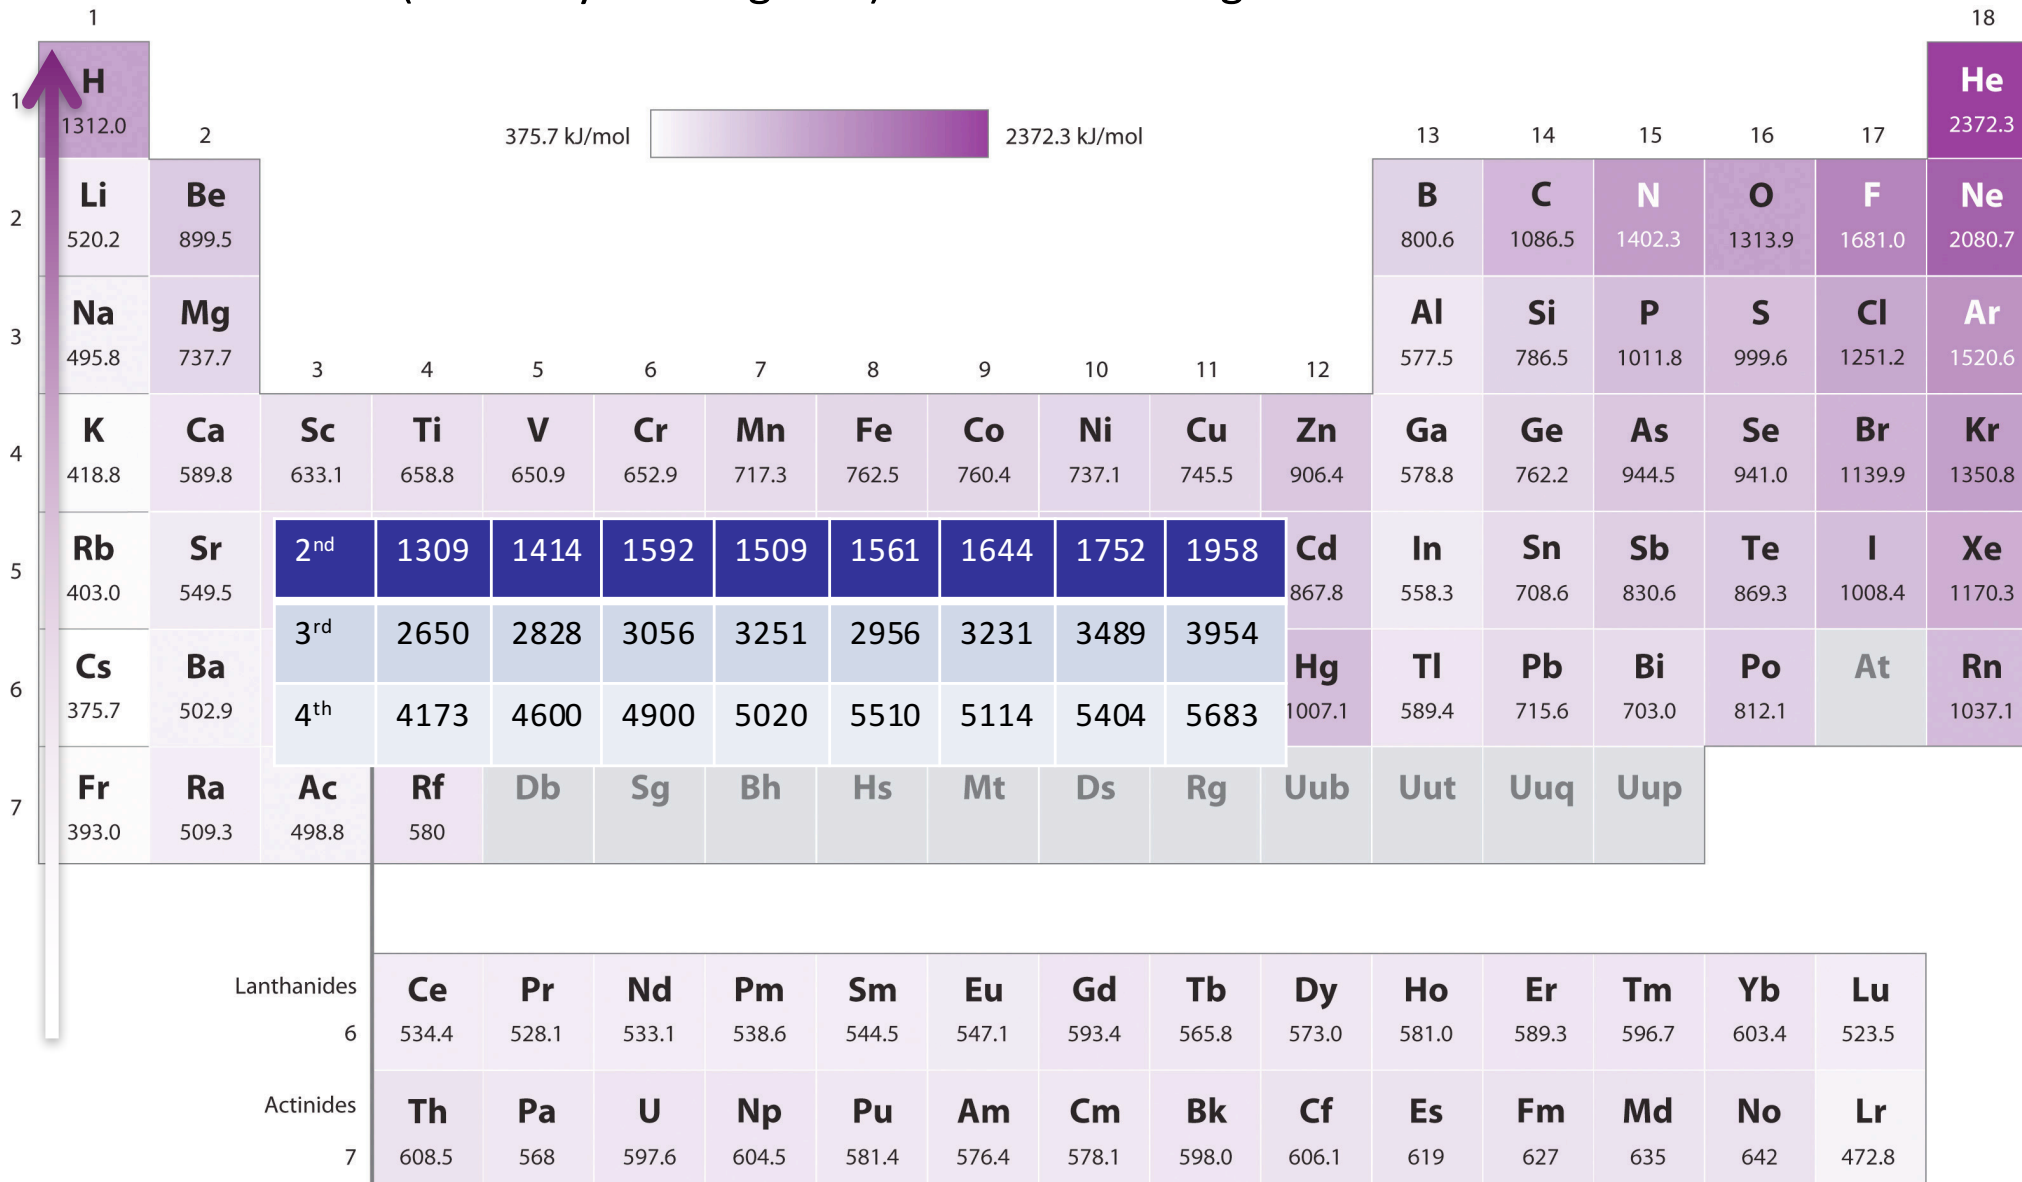 1 18
H He
1 1312.0 2 375.7 kJ/mol 2372.3 kJ/mol 13 14 15 16 17 2372.3
Li Be B C N O F Ne
2 520.2 899.5 800.6 1086.5 1402.3 1313.9 1681.0 2080.7
Na Mg Al Si P S Cl Ar
3 495.8 737.7 3 4 5 6 7 8 9 10 11 12 577.5 786.5 1011.8 999.6 1251.2 1520.6
K Ca Sc Ti V Cr Mn Fe Co Ni Cu Zn Ga Ge As Se Br Kr
4 418.8 589.8 633.1 658.8 650.9 652.9 717.3 762.5 760.4 737.1 745.5 906.4 578.8 762.2 944.5 941.0 1139.9 1350.8
Rb Sr 2nd 1309 1414 1592 1509 1561 1644 1752 1958 Cd In Sn Sb Te I Xe
5 403.0 549.5 867.8 558.3 708.6 830.6 869.3 1008.4 1170.3
3rd 2650 2828 3056 3251 2956 3231 3489 3954
Cs Ba Hg Tl Pb Bi Po At Rn
6 375.7 502.9 4th 4173 4600 4900 5020 5510 5114 5404 5683 1007.1 589.4 715.6 703.0 812.1 1037.1
Fr Ra Ac Rf Db Sg Bh Hs Mt Ds Rg Uub Uut Uuq Uup
7 393.0 509.3 498.8 580
Lanthanides Ce Pr Nd Pm Sm Eu Gd Tb Dy Ho Er Tm Yb Lu
6 534.4 528.1 533.1 538.6 544.5 547.1 593.4 565.8 573.0 581.0 589.3 596.7 603.4 523.5
Actinides Th Pa U Np Pu Am Cm Bk Cf Es Fm Md No Lr
7 608.5 568 597.6 604.5 581.4 576.4 578.1 598.0 606.1 619 627 635 642 472.8